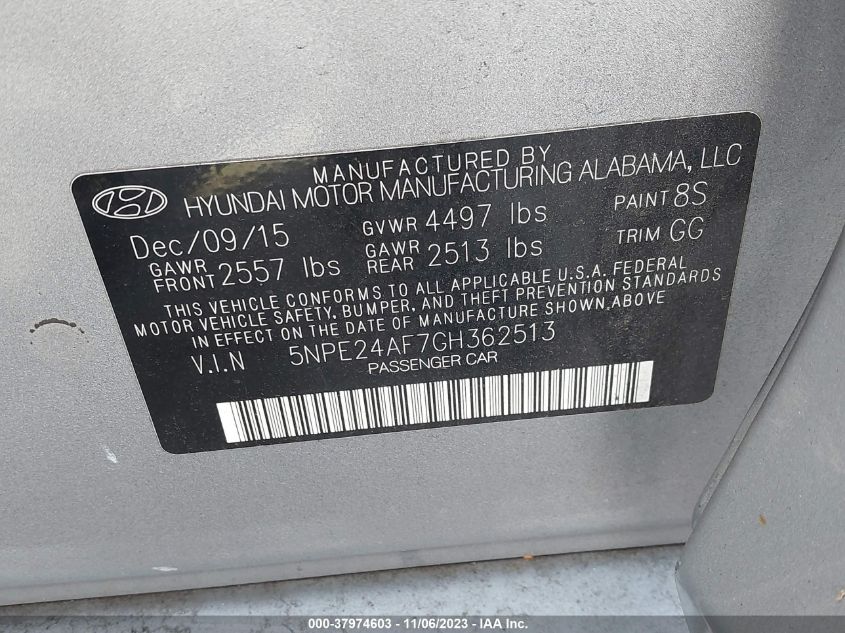 MANUFACTURED BY
HYUNDAI MOTOR MANUFACTURING ALABAMA, LLC
Dec/09/15 GVWR 4497 lbs PAINT 8S
GAWR FRONT 2557 lbs GAWR REAR 2513 lbs TRIM GG
THIS VEHICLE CONFORMS TO ALL APPLICABLE U.S.A. FEDERAL
MOTOR VEHICLE SAFETY, BUMPER, AND THEFT PREVENTION STANDARDS
IN EFFECT ON THE DATE OF MANUFACTURE SHOWN ABOVE
V.I.N 5NPE24AF7GH362513
PASSENGER CAR
000-37974603 - 11/06/2023 - © IAA, Inc.